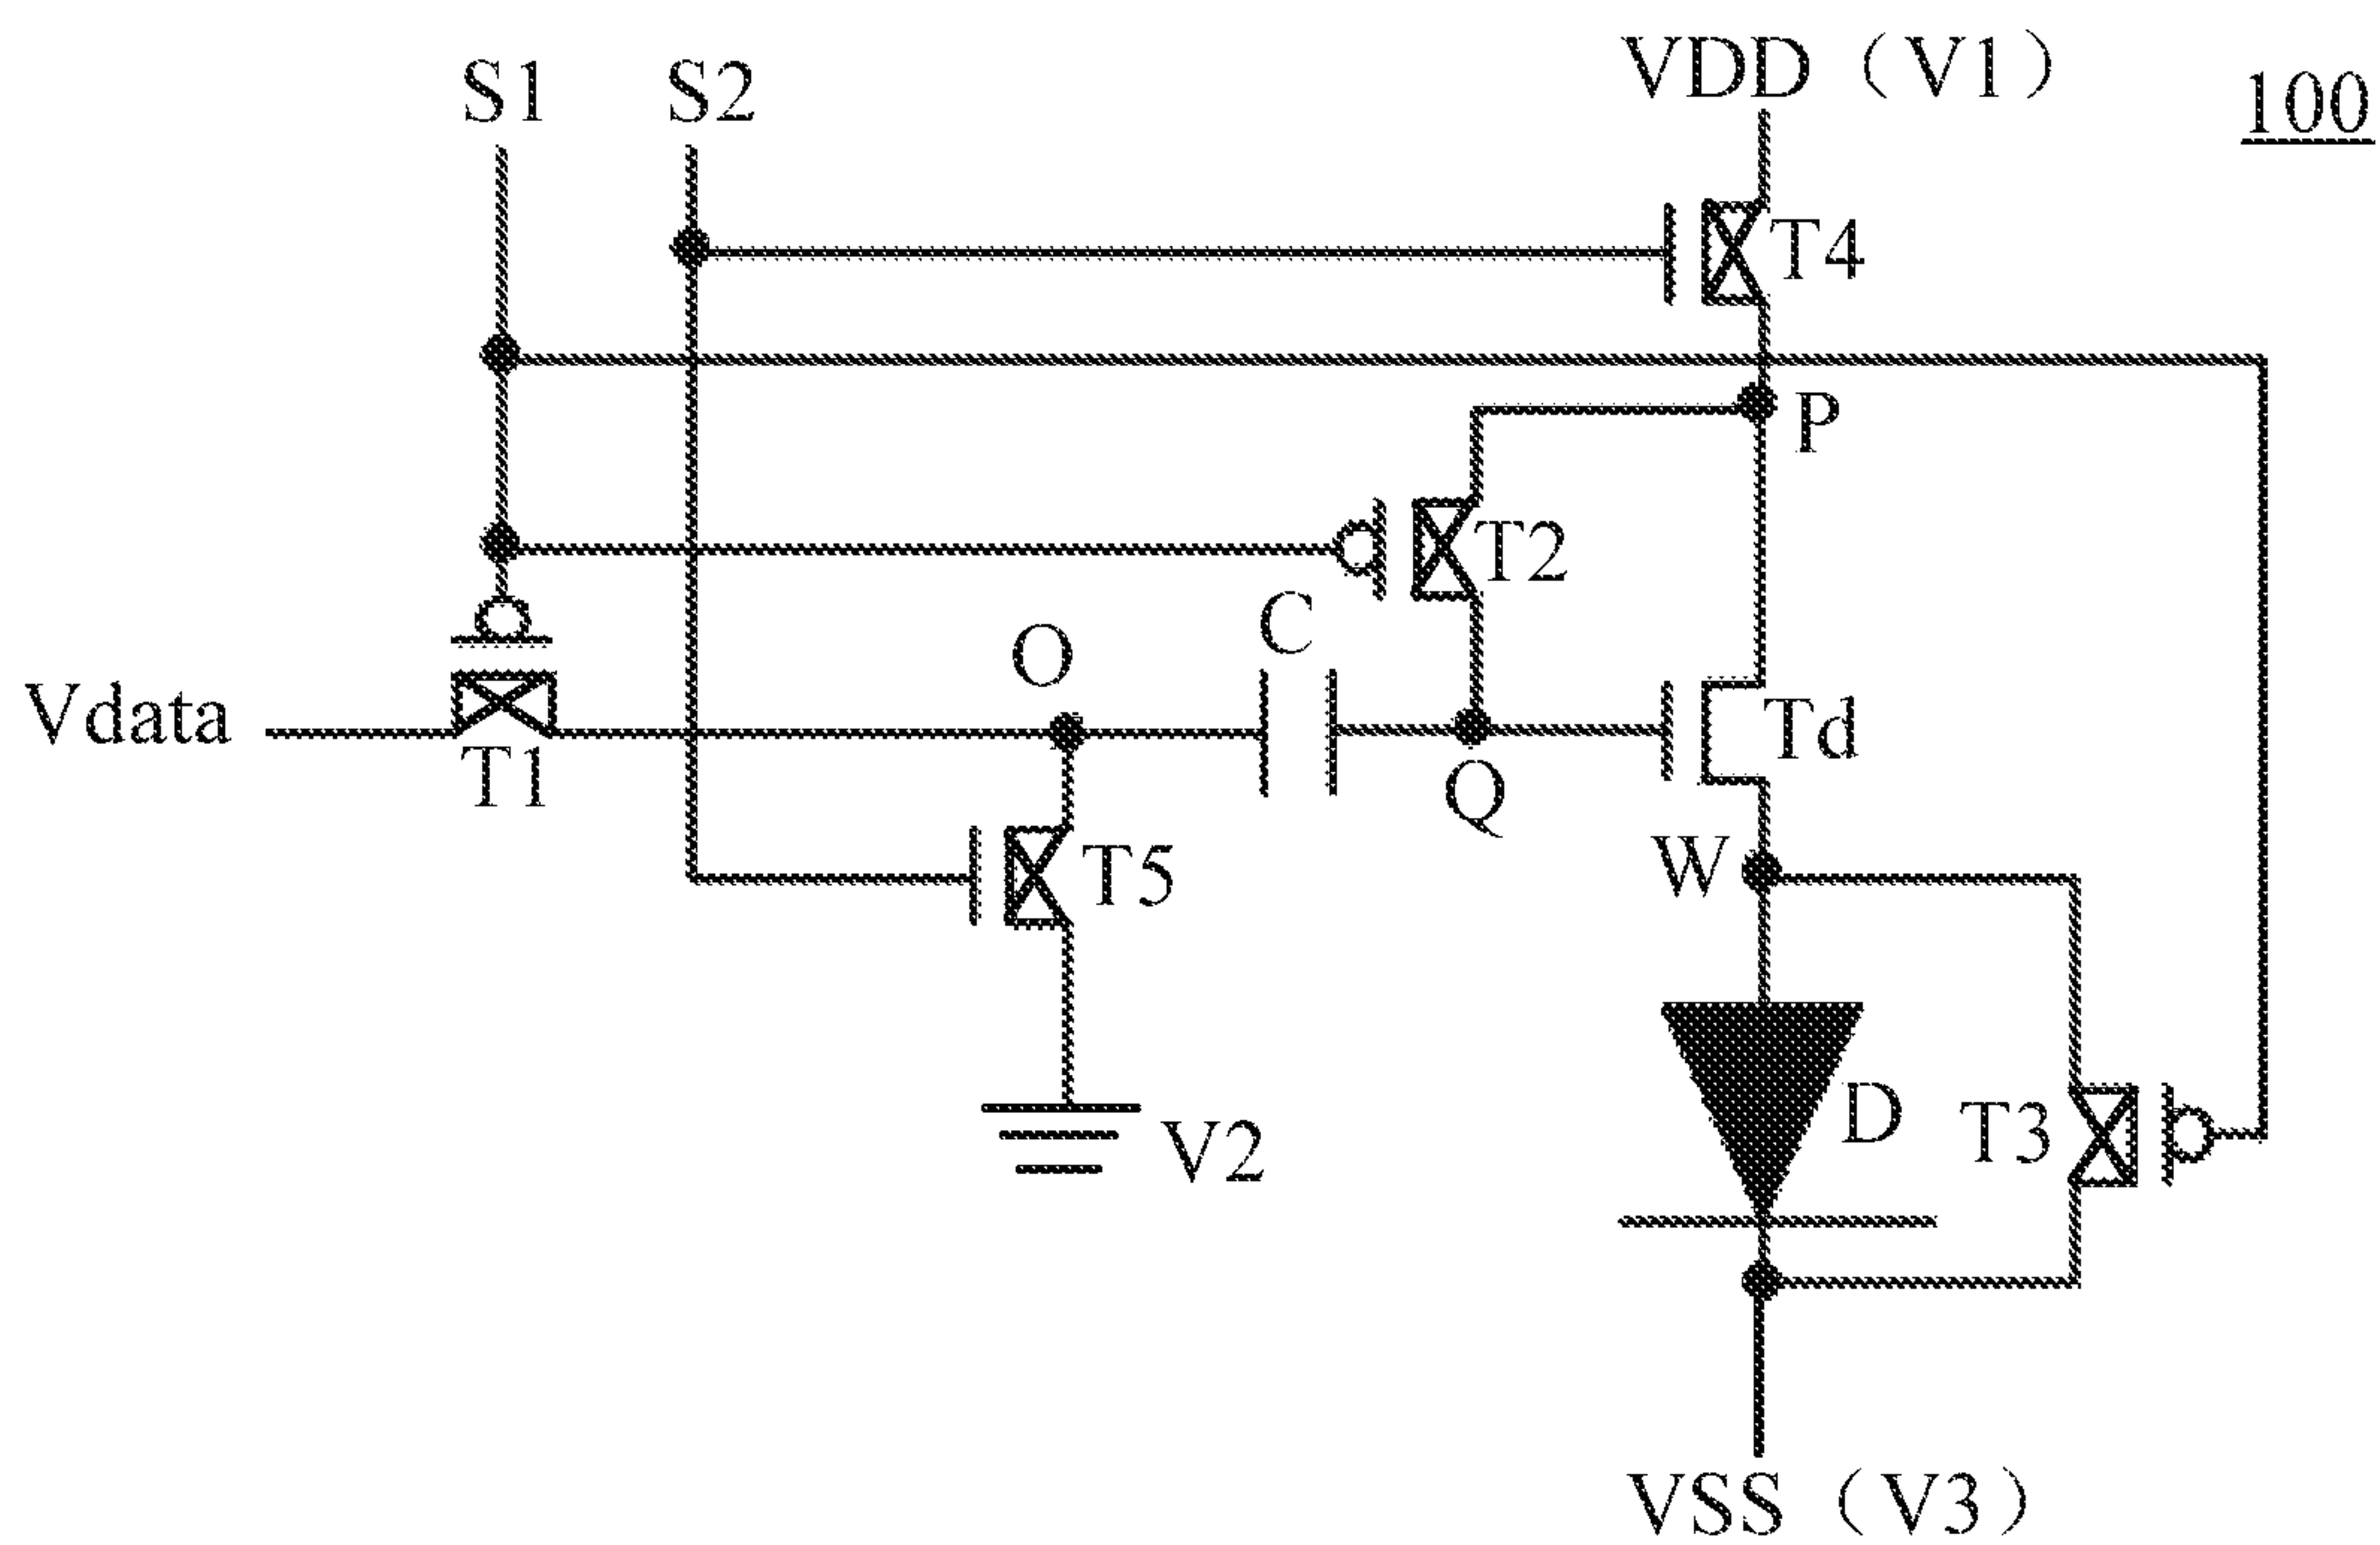 S1 S2 VDD（V1） 100
T4
P
T2
C
O
Vdata Td
T1 Q
W
T5
D T3
V2
VSS（V3）